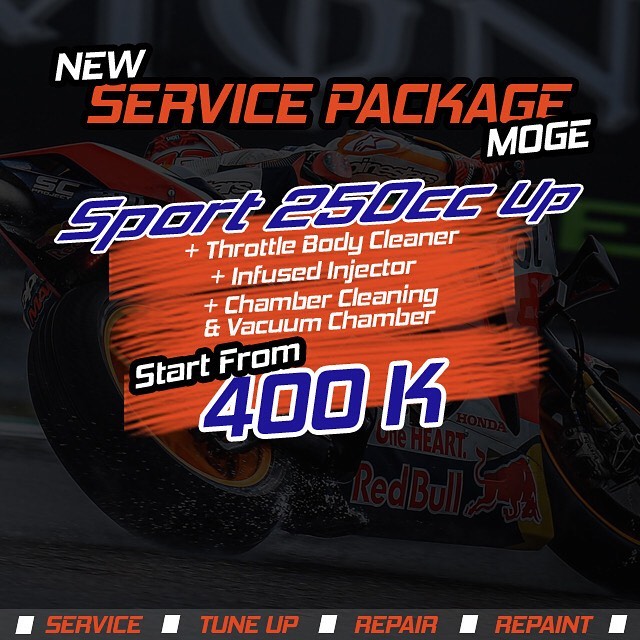 NEW
SERVICE PACKAGE
MOGE
Sport 250cc Up
+ Throttle Body Cleaner
+ Infused Injector
+ Chamber Cleaning
& Vacuum Chamber
Start From
400 K
HONDA
One HEART.
RedBull
SC
SERVICE
TUNE UP
REPAIR
REPAINT